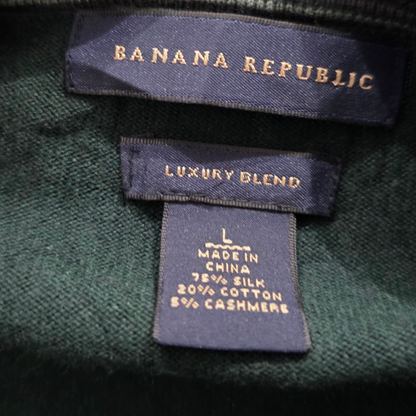 BANANA REPUBLIC
LUXURY BLEND
L
MADE IN
CHINA
75% SILK
20% COTTON
5% CASHMERE